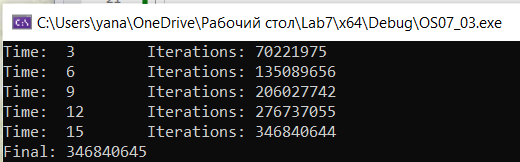 C:\Users\yana\OneDrive\Рабочий стол\Lab7\x64\Debug\OS07_03.exe
Time: 3 Iterations: 70221975
Time: 6 Iterations: 135089656
Time: 9 Iterations: 206027742
Time: 12 Iterations: 276737055
Time: 15 Iterations: 346840644
Final: 346840645